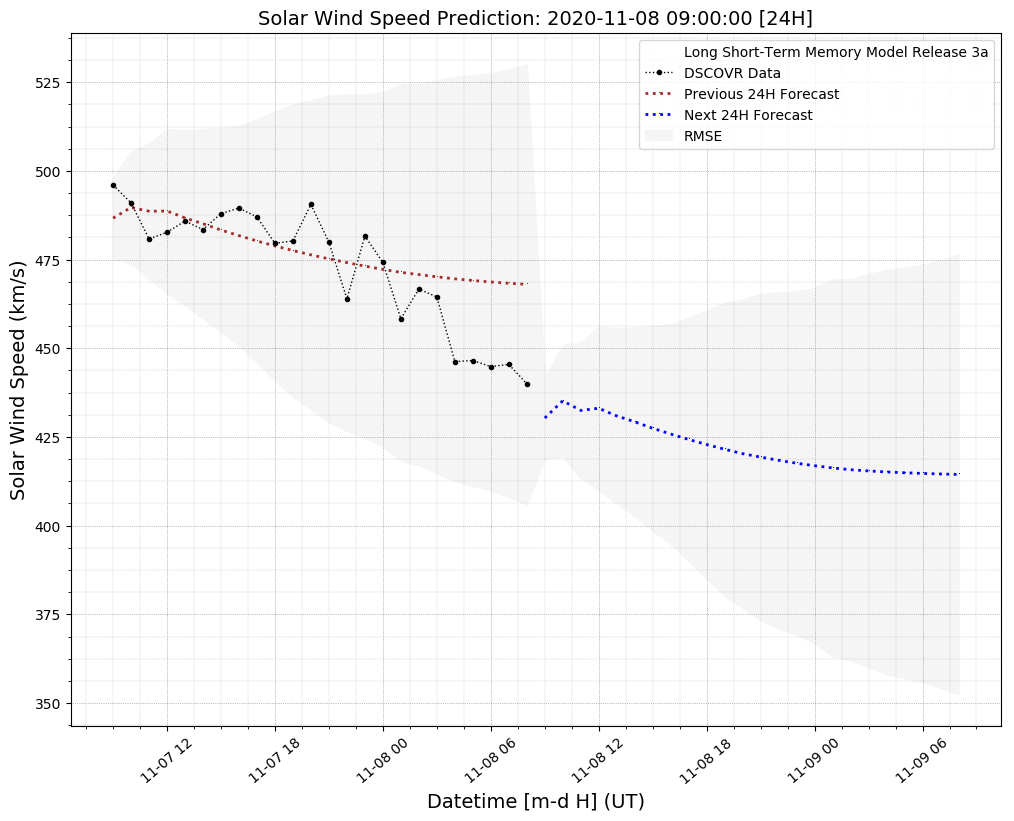 Solar Wind Speed Prediction: 2020-11-08 09:00:00 [24H]
Long Short-Term Memory Model Release 3a
DSCOVR Data
Previous 24H Forecast
Next 24H Forecast
RMSE
Solar Wind Speed (km/s)
525
500
475
450
425
400
375
350
11-07 12
11-07 18
11-08 00
11-08 06
11-08 12
11-08 18
11-09 00
11-09 06
Datetime [m-d H] (UT)